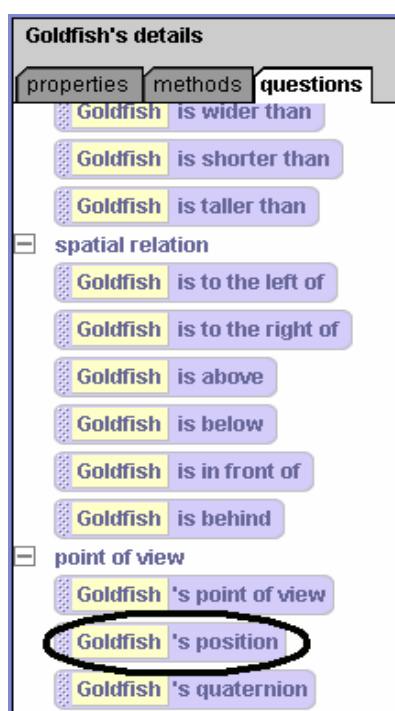 Goldfish's details
properties methods questions
Goldfish is wider than
Goldfish is shorter than
Goldfish is taller than
spatial relation
Goldfish is to the left of
Goldfish is to the right of
Goldfish is above
Goldfish is below
Goldfish is in front of
Goldfish is behind
point of view
Goldfish 's point of view
Goldfish 's position
Goldfish 's quaternion